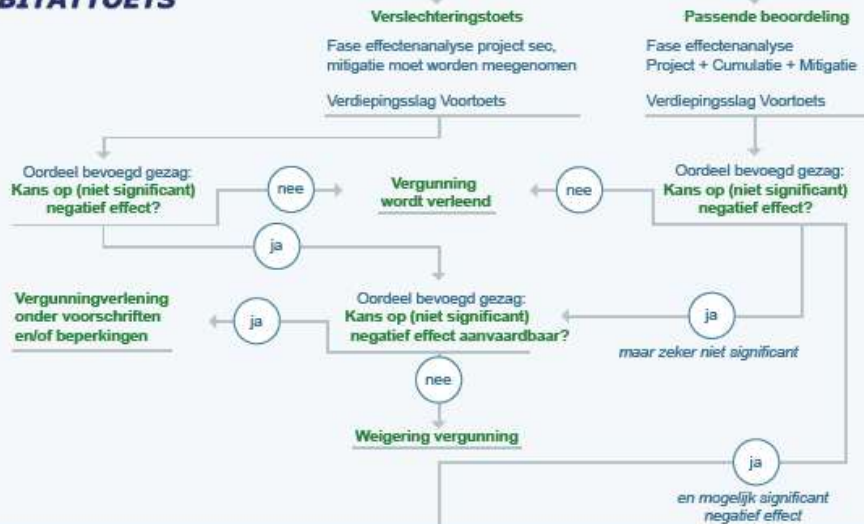 BITATTOETS
Verslechteringstoets
Fase effectenanalyse project sec,
mitigatie moet worden meegenomen
Verdiepingsslag Voortoets
Passende beoordeling
Fase effectenanalyse
Project + Cumulatie + Mitigatie
Verdiepingsslag Voortoets
Oordeel bevoegd gezag:
Kans op (niet significant)
negatief effect?
nee
Vergunning
wordt verleend
nee
Oordeel bevoegd gezag:
Kans op (niet significant)
negatief effect?
ja
Vergunningverlening
onder voorschriften
en/of beperkingen
ja
Oordeel bevoegd gezag:
Kans op (niet significant)
negatief effect aanvaardbaar?
ja
maar zeker niet significant
nee
Weigering vergunning
ja
en mogelijk significant
negatief effect